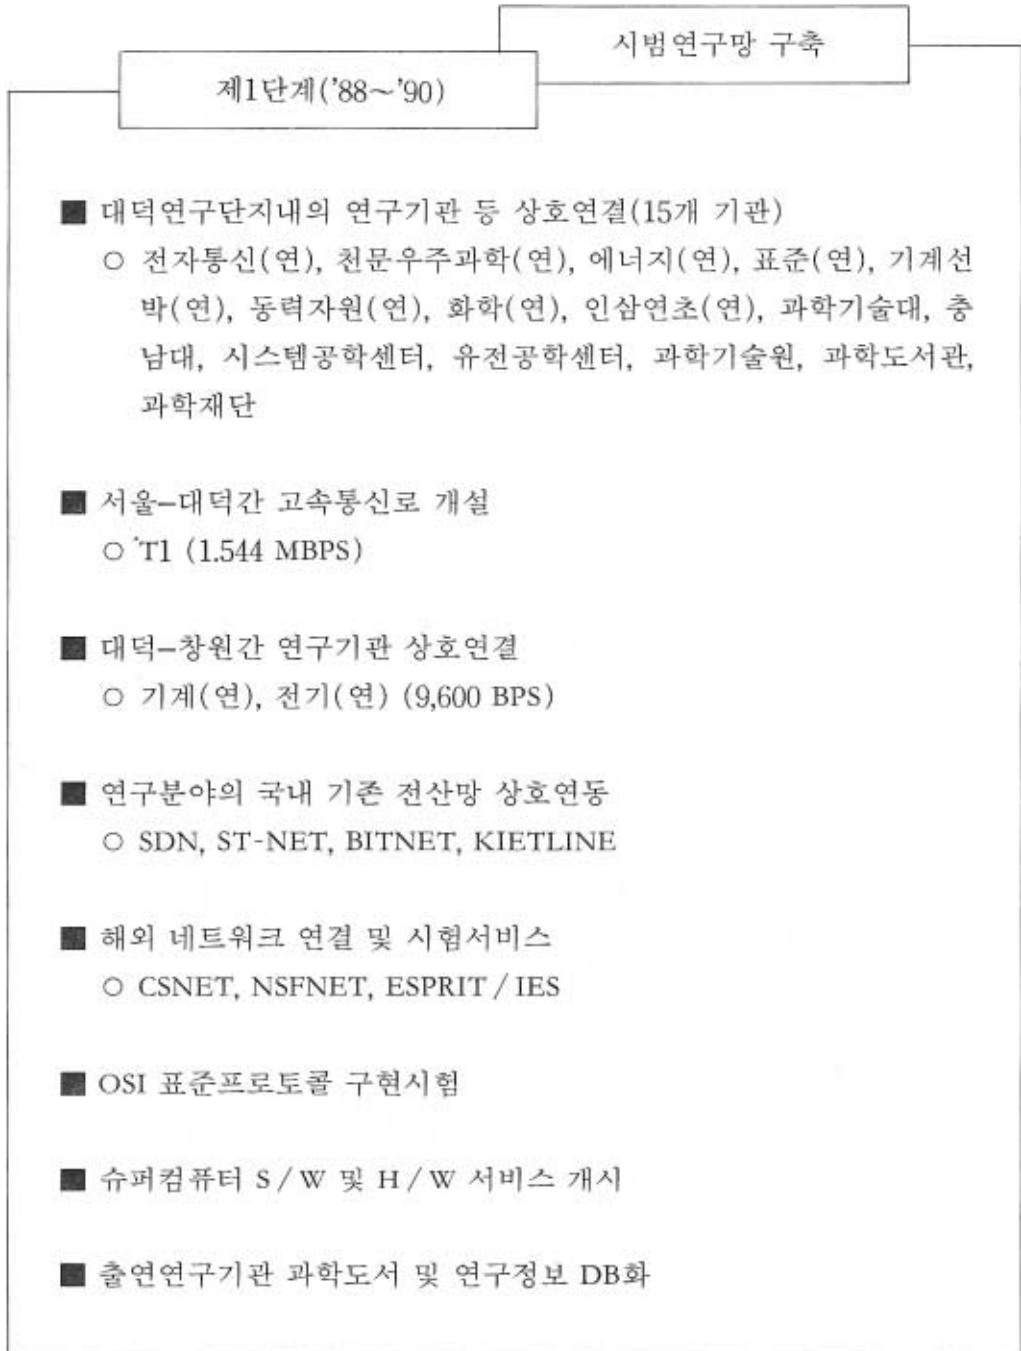 시범연구망 구축
제1단계('88～'90)
■ 대덕연구단지내의 연구기관 등 상호연결(15개 기관)
○ 전자통신(연), 천문우주과학(연), 에너지(연), 표준(연), 기계선
박(연), 동력자원(연), 화학(연), 인삼연초(연), 과학기술대, 충
남대, 시스템공학센터, 유전공학센터, 과학기술원, 과학도서관,
과학재단
■ 서울–대덕간 고속통신로 개설
○ T1 (1.544 MBPS)
■ 대덕–창원간 연구기관 상호연결
○ 기계(연), 전기(연) (9,600 BPS)
■ 연구분야의 국내 기존 전산망 상호연동
○ SDN, ST-NET, BITNET, KIETLINE
■ 해외 네트워크 연결 및 시험서비스
○ CSNET, NSFNET, ESPRIT / IES
■ OSI 표준프로토콜 구현시험
■ 슈퍼컴퓨터 S / W 및 H / W 서비스 개시
■ 출연연구기관 과학도서 및 연구정보 DB화